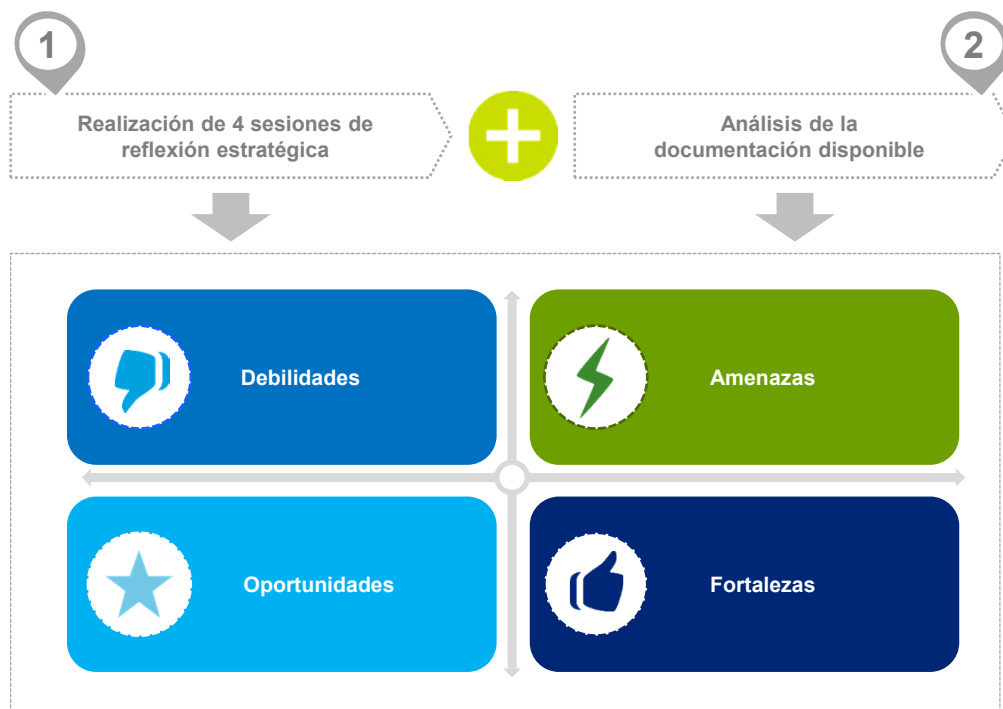 1
2
Realización de 4 sesiones de
reflexión estratégica
Análisis de la
documentación disponible
Debilidades
Amenazas
Oportunidades
Fortalezas